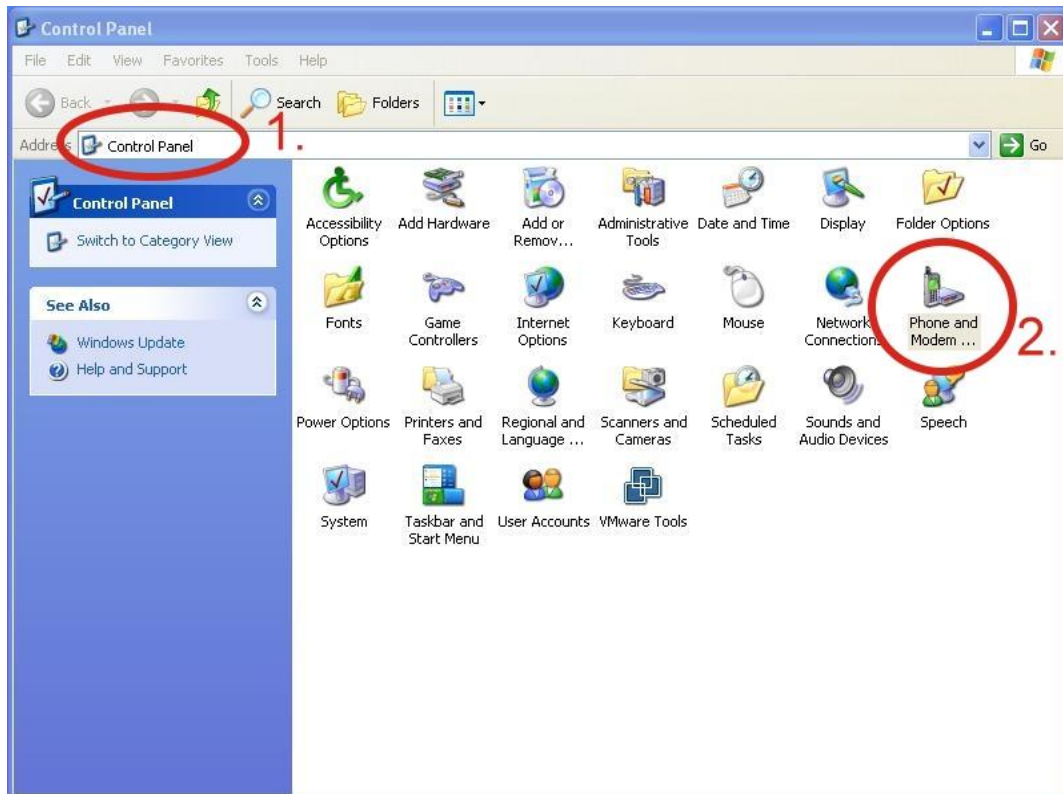 Control Panel
File Edit View Favorites Tools Help
Back Search Folders
1.
Address Control Panel Go
Control Panel
Switch to Category View
See Also
Windows Update
Help and Support
Accessibility Options
Add Hardware
Add or Remov...
Administrative Tools
Date and Time
Display
Folder Options
Fonts
Game Controllers
Internet Options
Keyboard
Mouse
Network Connections
Phone and Modem ...
2.
Power Options
Printers and Faxes
Regional and Language ...
Scanners and Cameras
Scheduled Tasks
Sounds and Audio Devices
Speech
System
Taskbar and Start Menu
User Accounts
VMware Tools